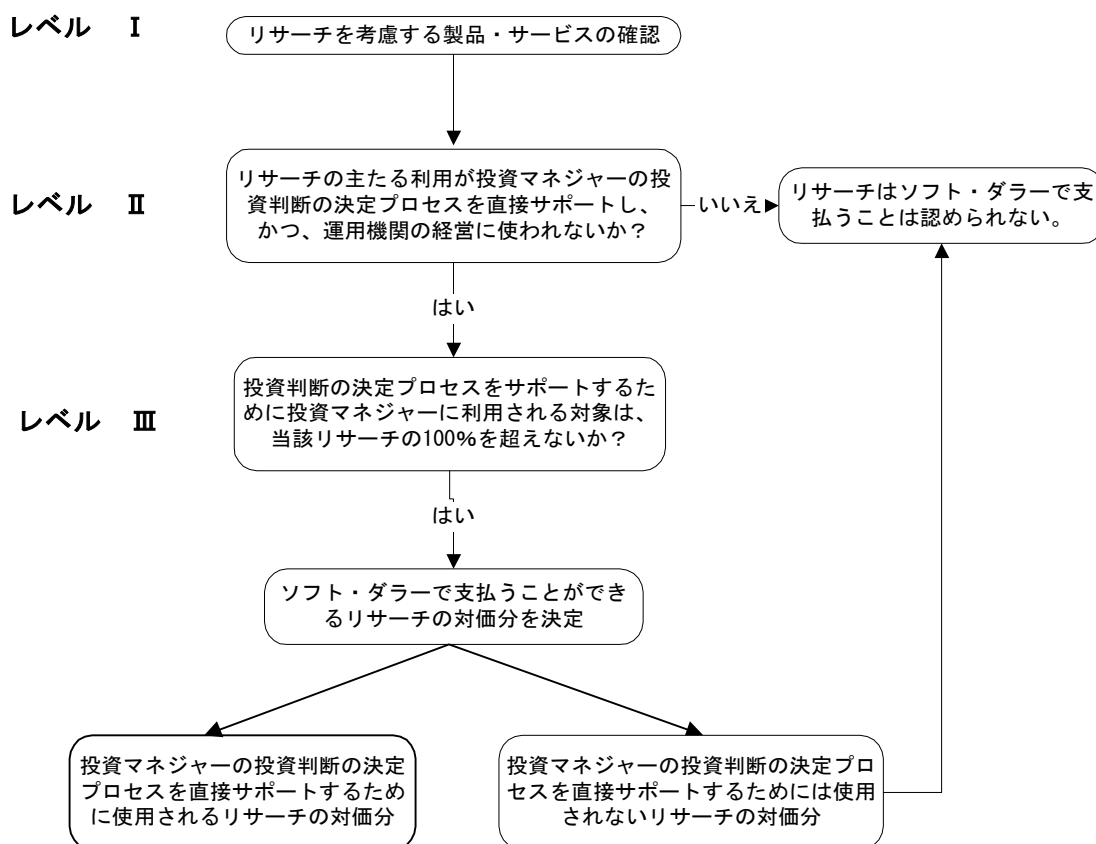 レベル Ⅰ
リサーチを考慮する製品・サービスの確認
レベル Ⅱ
リサーチの主たる利用が投資マネジャーの投
資判断の決定プロセスを直接サポートし、
かつ、運用機関の経営に使われないか？
いいえ
リサーチはソフト・ダラーで支
払うことは認められない。
はい
レベル Ⅲ
投資判断の決定プロセスをサポートするた
めに投資マネジャーに利用される対象は、
当該リサーチの100％を超えないか？
はい
ソフト・ダラーで支払うことができ
るリサーチの対価分を決定
投資マネジャーの投資判断の決定
プロセスを直接サポートするため
に使用されるリサーチの対価分
投資マネジャーの投資判断の決定プロ
セスを直接サポートするためには使用
されないリサーチの対価分